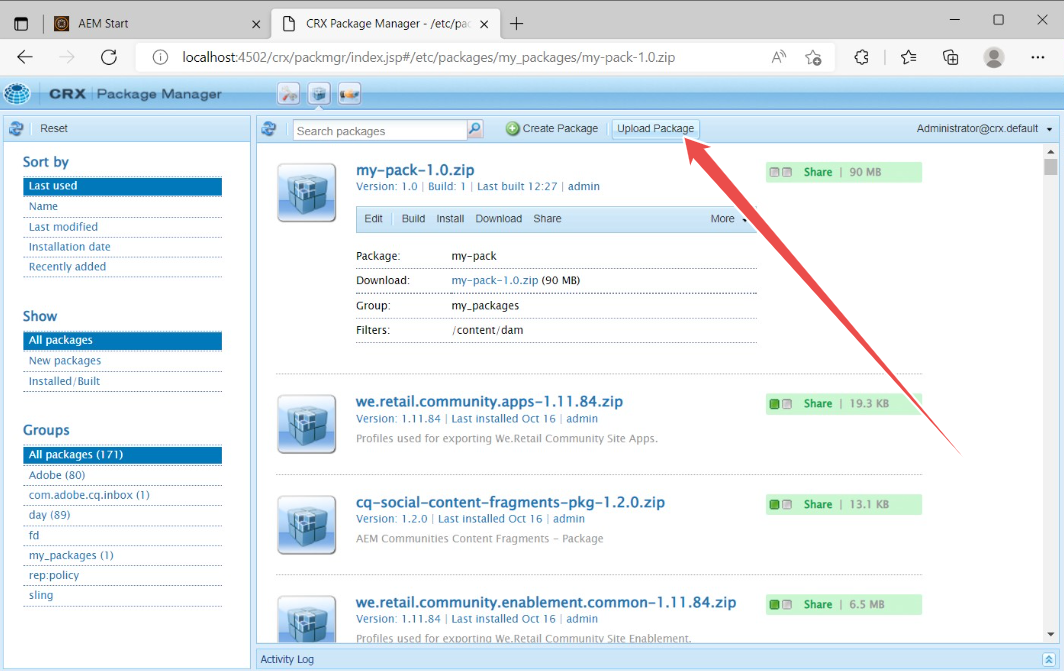 AEM Start
CRX Package Manager - /etc/pac
localhost:4502/crx/packmgr/index.jsp#/etc/packages/my_packages/my-pack-1.0.zip
CRX | Package Manager
Reset
Search packages
Create Package
Upload Package
Administrator@crx.default
Sort by
Last used
Name
Last modified
Installation date
Recently added
Show
All packages
New packages
Installed/Built
Groups
All packages (171)
Adobe (80)
com.adobe.cq.inbox (1)
day (89)
fd
my_packages (1)
rep:policy
sling
my-pack-1.0.zip
Version: 1.0 | Build: 1 | Last built 12:27 | admin
Share | 90 MB
Edit Build Install Download Share More
Package: my-pack
Download: my-pack-1.0.zip (90 MB)
Group: my_packages
Filters: /content/dam
we.retail.community.apps-1.11.84.zip
Version: 1.11.84 | Last installed Oct 16 | admin
Profiles used for exporting We.Retail Community Site Apps.
Share | 19.3 KB
cq-social-content-fragments-pkg-1.2.0.zip
Version: 1.2.0 | Last installed Oct 16 | admin
AEM Communities Content Fragments - Package
Share | 13.1 KB
we.retail.community.enablement.common-1.11.84.zip
Version: 1.11.84 | Last installed Oct 16 | admin
Profiles used for exporting We.Retail Community Site Enablement.
Share | 6.5 MB
Activity Log